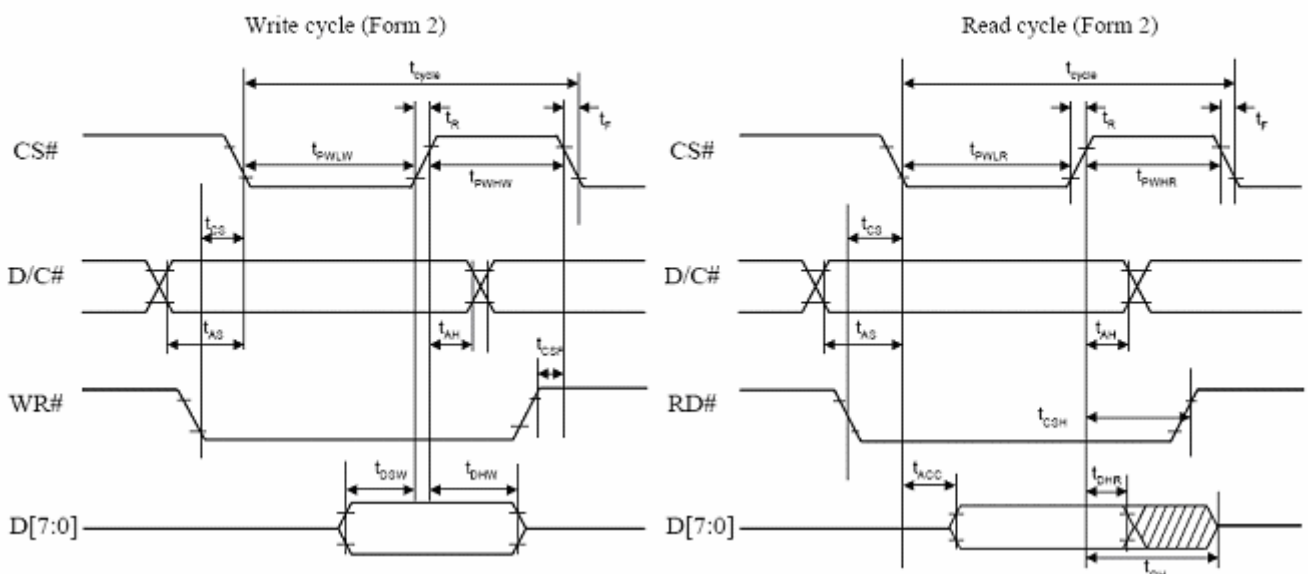 Write cycle (Form 2)
Read cycle (Form 2)
tcycle
tcycle
tR
tF
tR
tF
CS#
tPWLW
tPWHW
CS#
tPWLR
tPWHR
tCS
tCS
D/C#
D/C#
tAS
tAH
tAS
tAH
tCSF
WR#
RD#
tCSH
tDSW
tDHW
tACC
tDHR
D[7:0]
D[7:0]